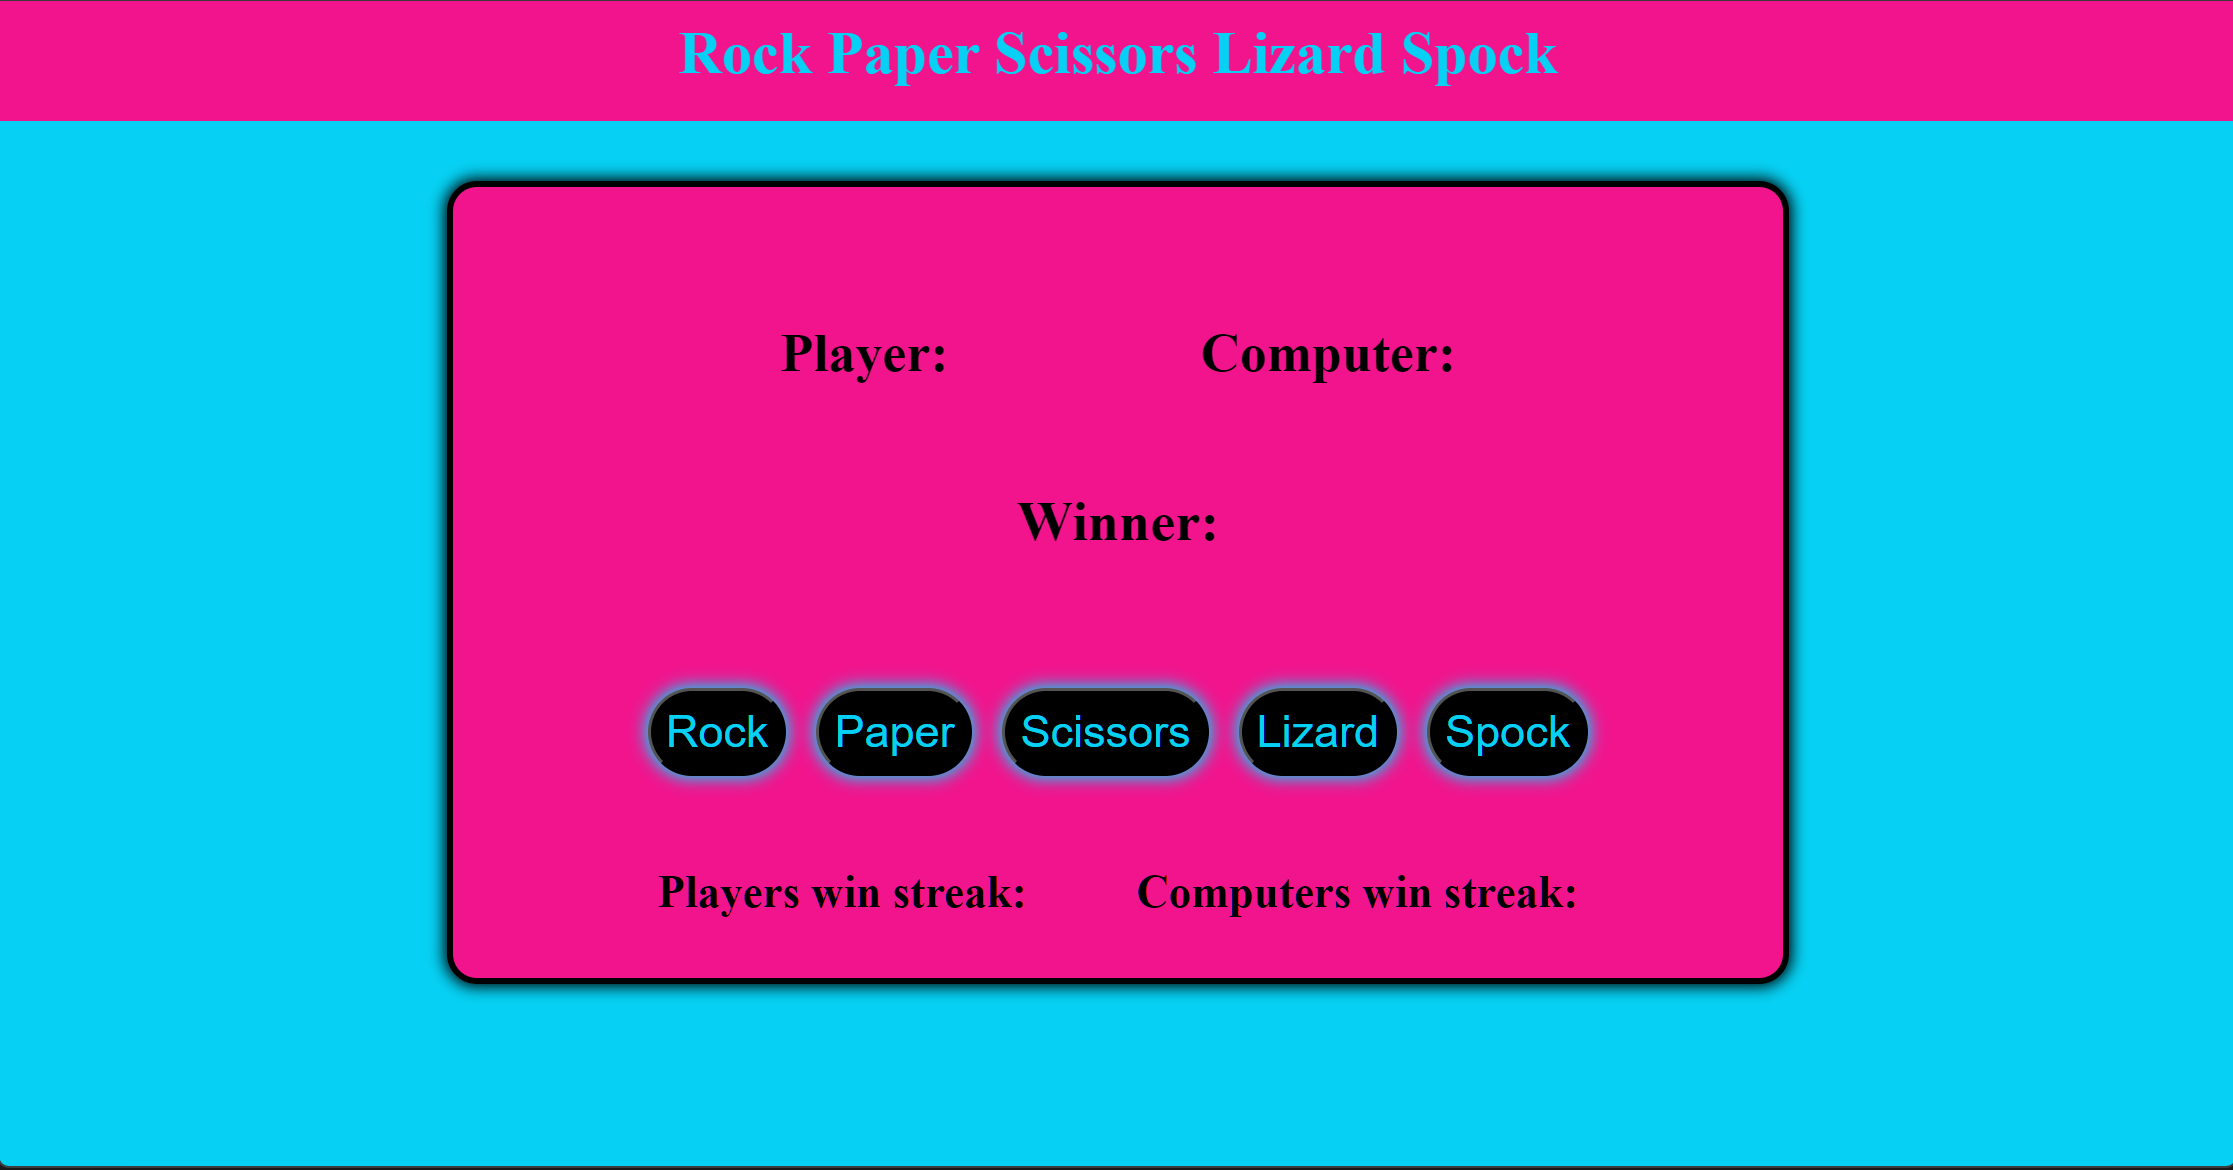 Rock Paper Scissors Lizard Spock
Player: Computer:
Winner:
Rock Paper Scissors Lizard Spock
Players win streak: Computers win streak: